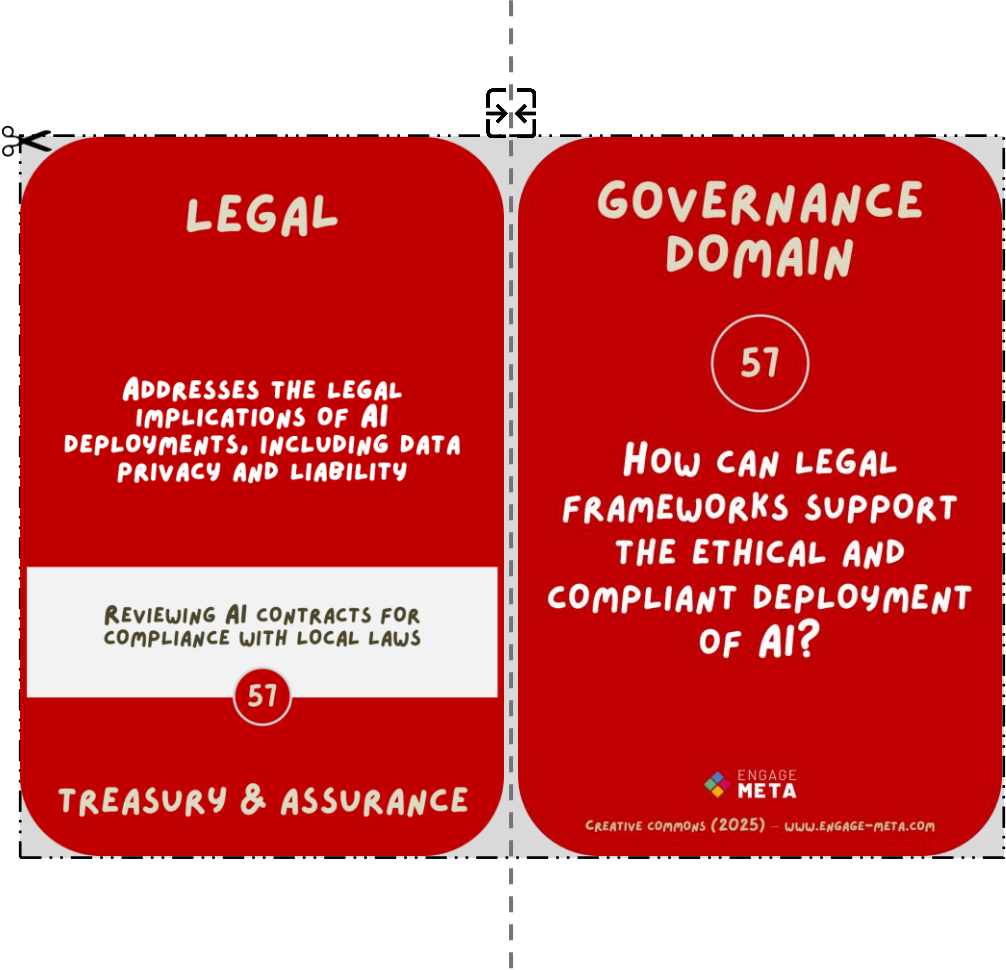 LEGAL
ADDRESSES THE LEGAL
IMPLICATIONS OF AI
DEPLOYMENTS, INCLUDING DATA
PRIVACY AND LIABILITY
REVIEWING AI CONTRACTS FOR
COMPLIANCE WITH LOCAL LAWS
57
TREASURY & ASSURANCE
GOVERNANCE
DOMAIN
57
HOW CAN LEGAL
FRAMEWORKS SUPPORT
THE ETHICAL AND
COMPLIANT DEPLOYMENT
OF AI?
ENGAGE
META
CREATIVE COMMONS (2025) – WWW.ENGAGE-META.COM